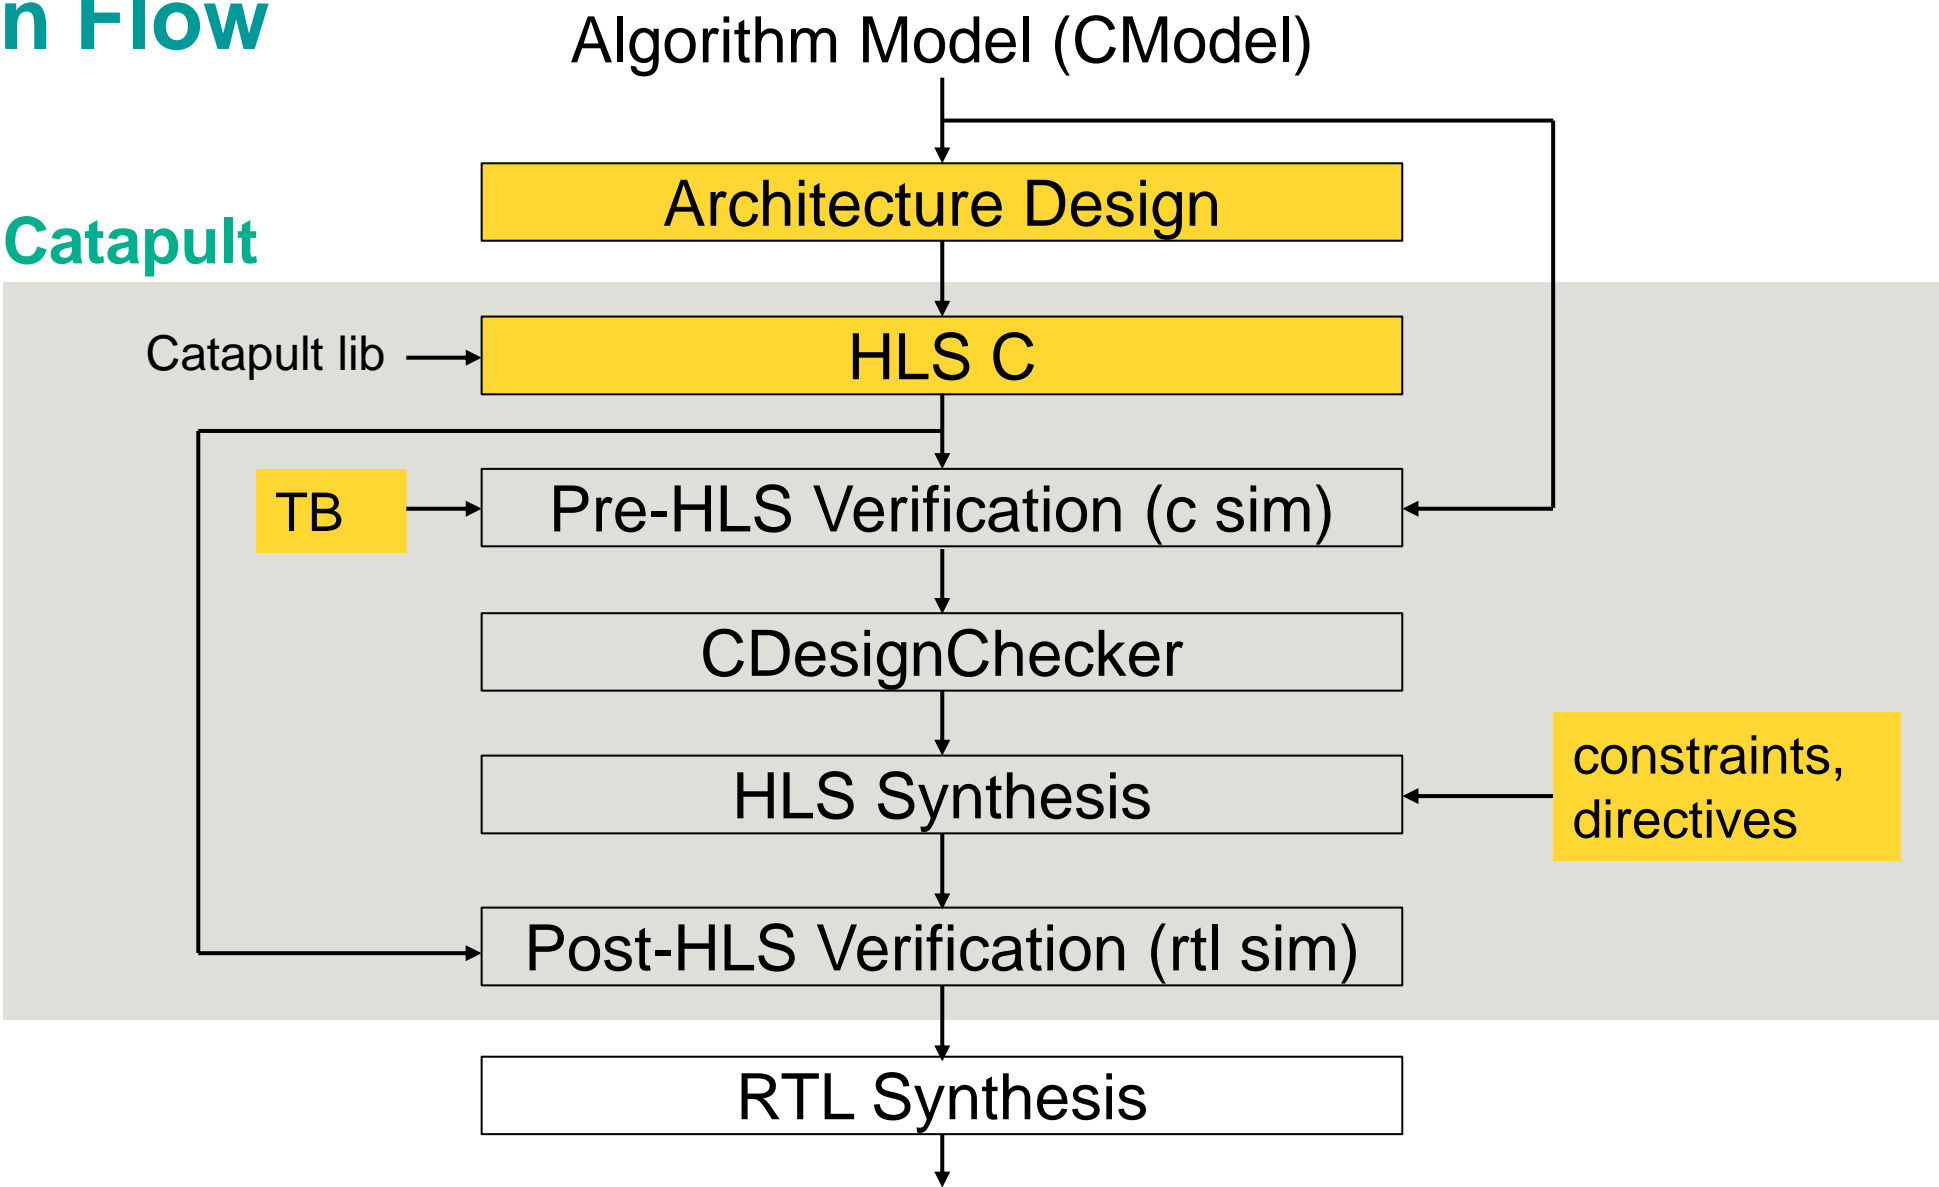 n Flow
Algorithm Model (CModel)
Architecture Design
Catapult
Catapult lib
HLS C
TB
Pre-HLS Verification (c sim)
CDesignChecker
HLS Synthesis
constraints,
directives
Post-HLS Verification (rtl sim)
RTL Synthesis